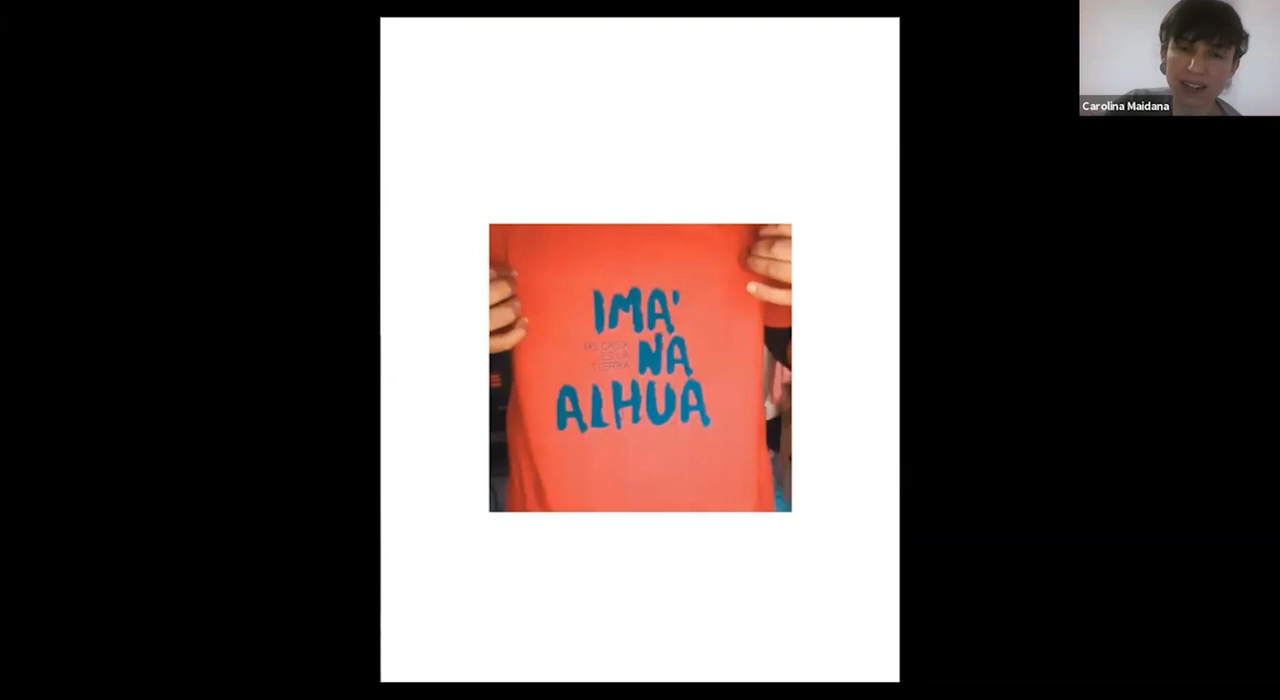 Carolina Maidana
IMA'
NA
MI CASA
ES LA
TIERRA
ALHUA